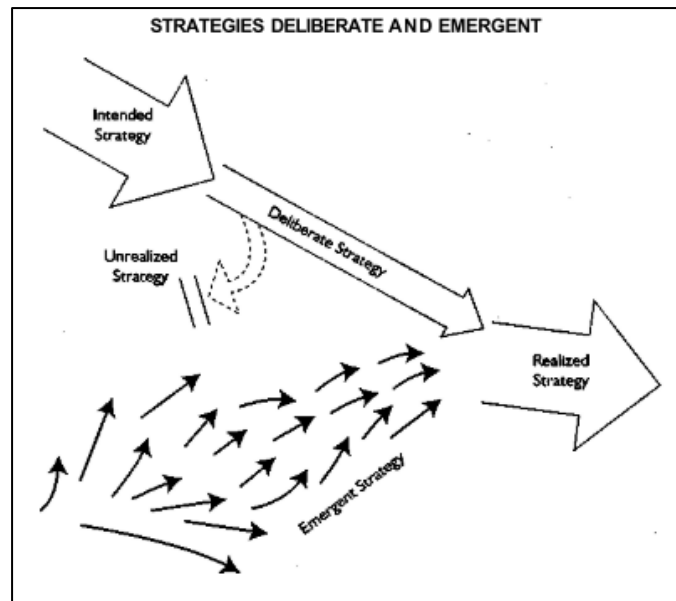 STRATEGIES DELIBERATE AND EMERGENT
Intended
Strategy
Deliberate Strategy
Unrealized
Strategy
Realized
Strategy
Emergent Strategy